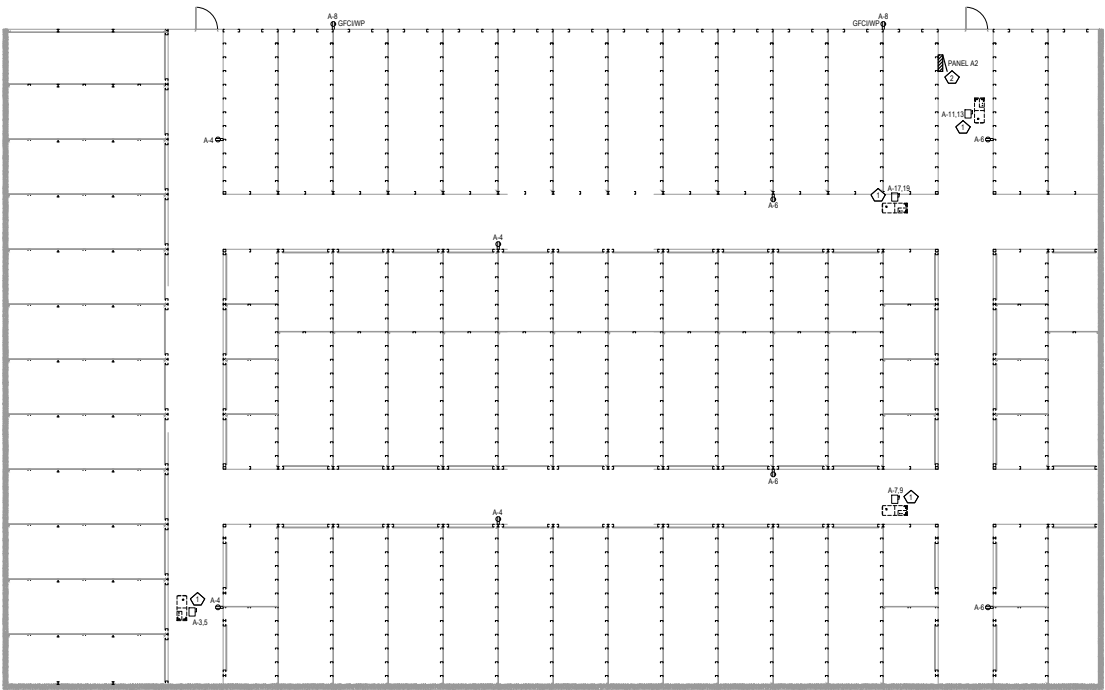 A-8
GFCI/WP
A-8
GFCI/WP
PANEL A2
2
A-11,13
1
A-4
A-6
A-17,19
1
A-6
A-4
A-6
A-7,9
1
A-4
1
A-4
A-3,5
A-6